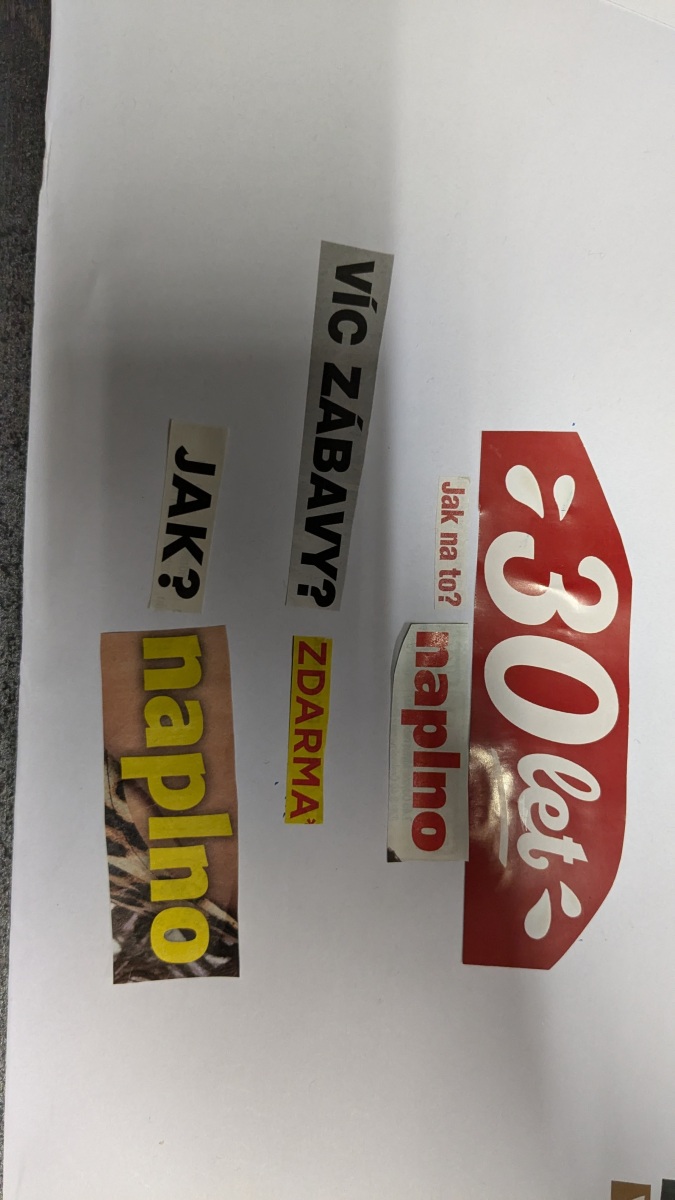 30 let
Jak na to? naplno
VÍC ZÁBAVY? ZDARMA*
JAK? naplno